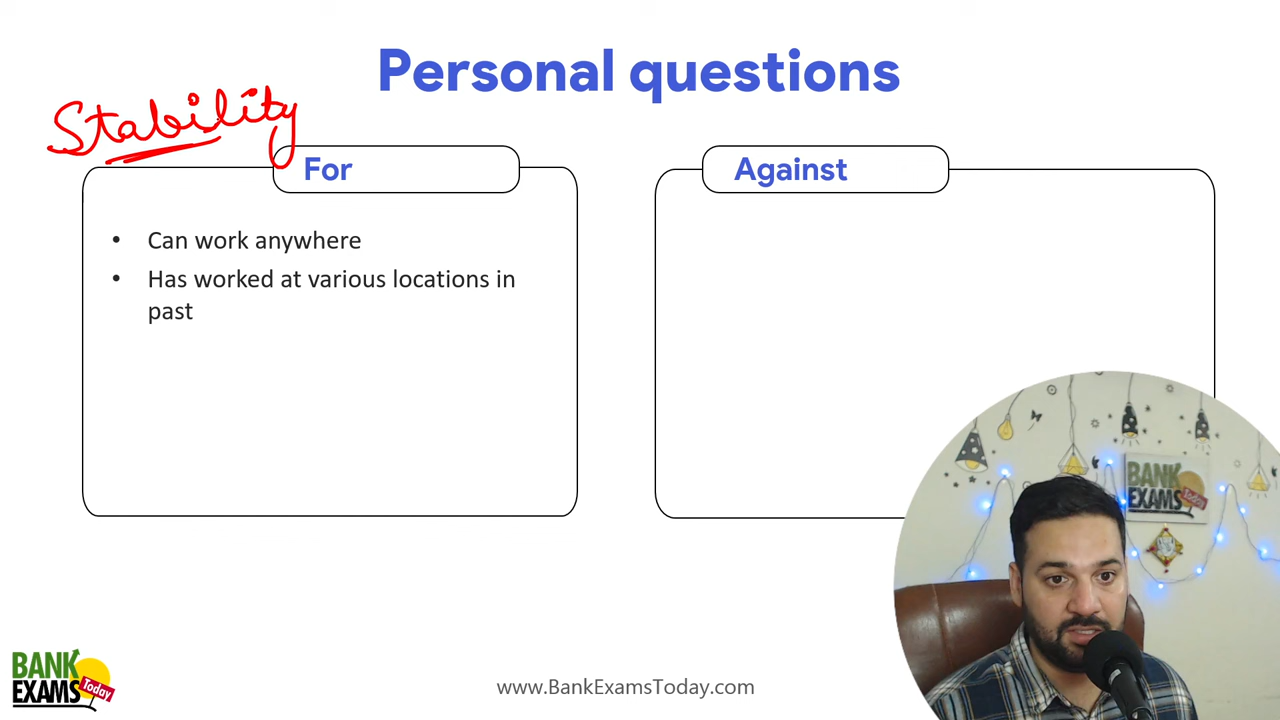 Personal questions
Stability
For
Against
• Can work anywhere
• Has worked at various locations in
past
BANK
EXAMS
Today
BANK
EXAMS
Today
www.BankExamsToday.com